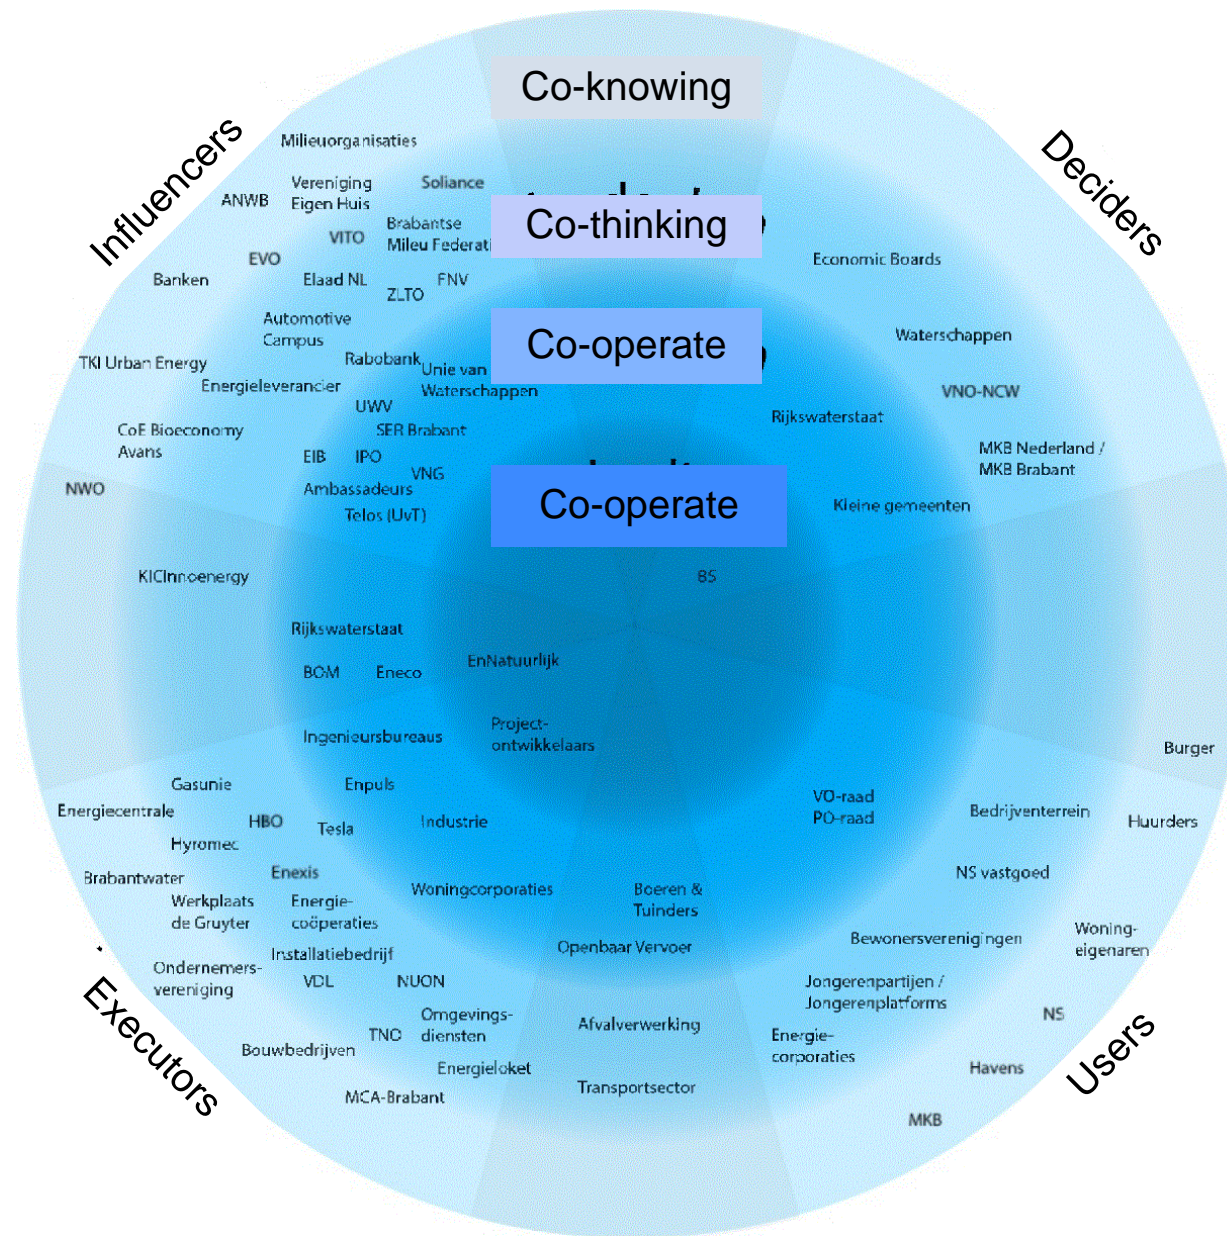 Co-knowing
Influencers
Deciders
Milieuorganisaties
Vereniging
Eigen Huis
Soliance
ANWB
Co-thinking
Brabantse
Mileu Federati
VITO
EVO
Economic Boards
Banken
Elaad NL
FNV
ZLTO
Automotive
Campus
Co-operate
Waterschappen
TKI Urban Energy
Rabobank
Unie van
Waterschappen
Energieleverancier
VNO-NCW
UWV
Rijkswaterstaat
CoE Bioeconomy
Avans
SER Brabant
MKB Nederland /
MKB Brabant
EIB
IPO
VNG
NWO
Ambassadeurs
Co-operate
Kleine gemeenten
Telos (UvT)
KICInnoenergy
BS
Rijkswaterstaat
EnNatuurlijk
BOM
Eneco
Project-
ontwikkelaars
Ingenieursbureaus
Burger
Gasunie
Enpuls
VO-raad
PO-raad
Energiecentrale
HBO
Tesla
Industrie
Bedrijventerrein
Huurders
Hyromec
Brabantwater
Enexis
NS vastgoed
Woningcorporaties
Boeren &
Tuinders
Werkplaats
de Gruyter
Energie-
coöperaties
Openbaar Vervoer
Bewonersverenigingen
Woning-
eigenaren
Installatiebedrijf
Ondernemers-
vereniging
VDL
NUON
Jongerenpartijen /
Jongerenplatforms
NS
Omgevings-
diensten
TNO
Afvalverwerking
Energie-
corporaties
Executors
Users
Bouwbedrijven
Energieloket
Havens
MCA-Brabant
Transportsector
MKB